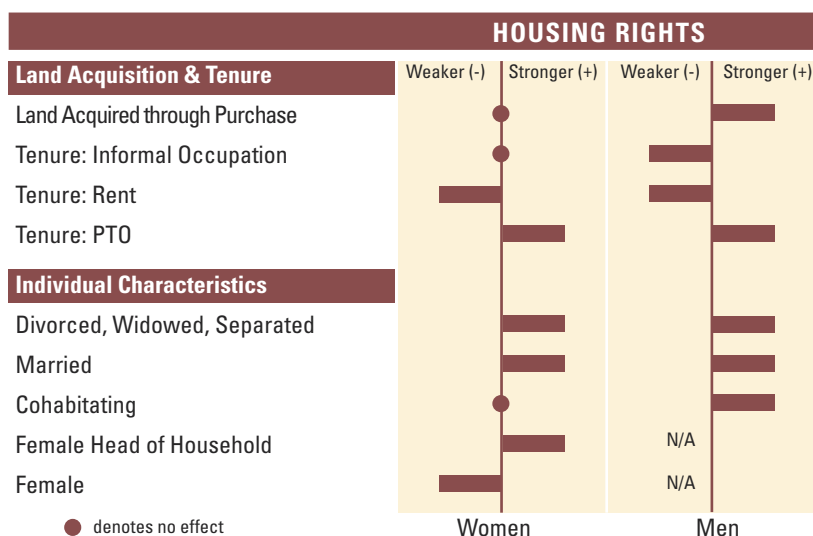 HOUSING RIGHTS
Land Acquisition & Tenure Weaker (-) Stronger (+) Weaker (-) Stronger (+)
Land Acquired through Purchase
Tenure: Informal Occupation
Tenure: Rent
Tenure: PTO
Individual Characteristics
Divorced, Widowed, Separated
Married
Cohabitating
Female Head of Household N/A
Female N/A
denotes no effect Women Men